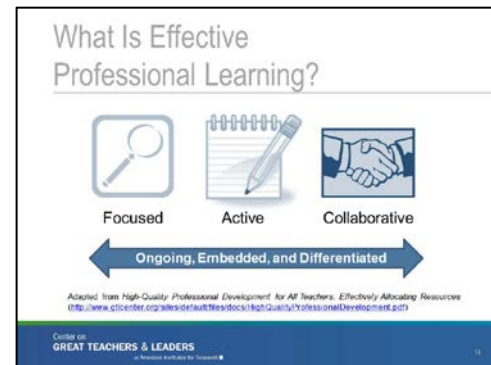 What Is Effective
Professional Learning?
Focused Active Collaborative
Ongoing, Embedded, and Differentiated
Adapted from High-Quality Professional Development for All Teachers: Effectively Allocating Resources
(http://www.gtlcenter.org/sites/default/files/docs/HighQualityProfessionalDevelopment.pdf)
Center on
GREAT TEACHERS & LEADERS
at American Institutes for Research